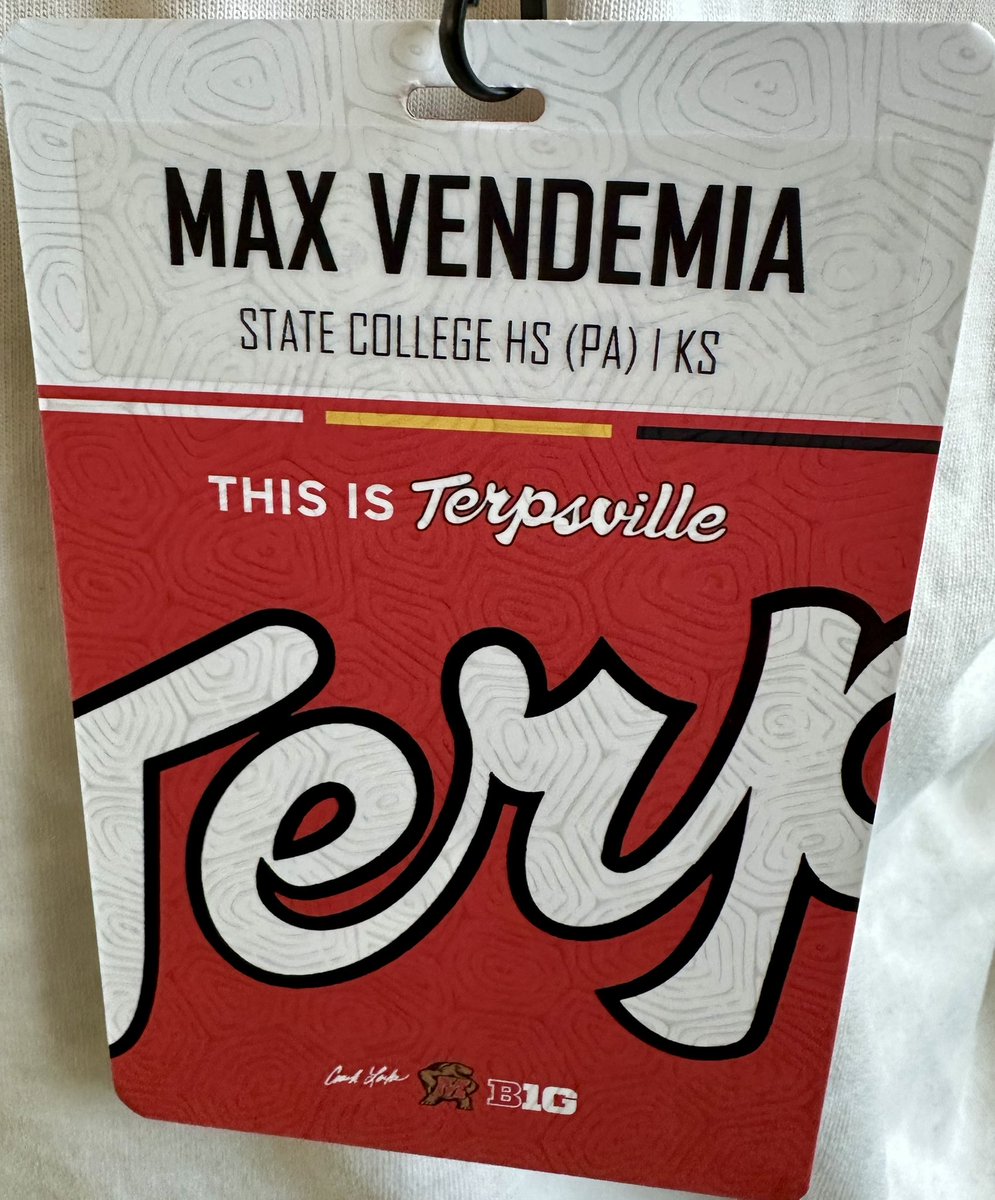 MAX VENDEMIA
STATE COLLEGE HS (PA) | KS
THIS IS Terpsville
Terp
M B1G